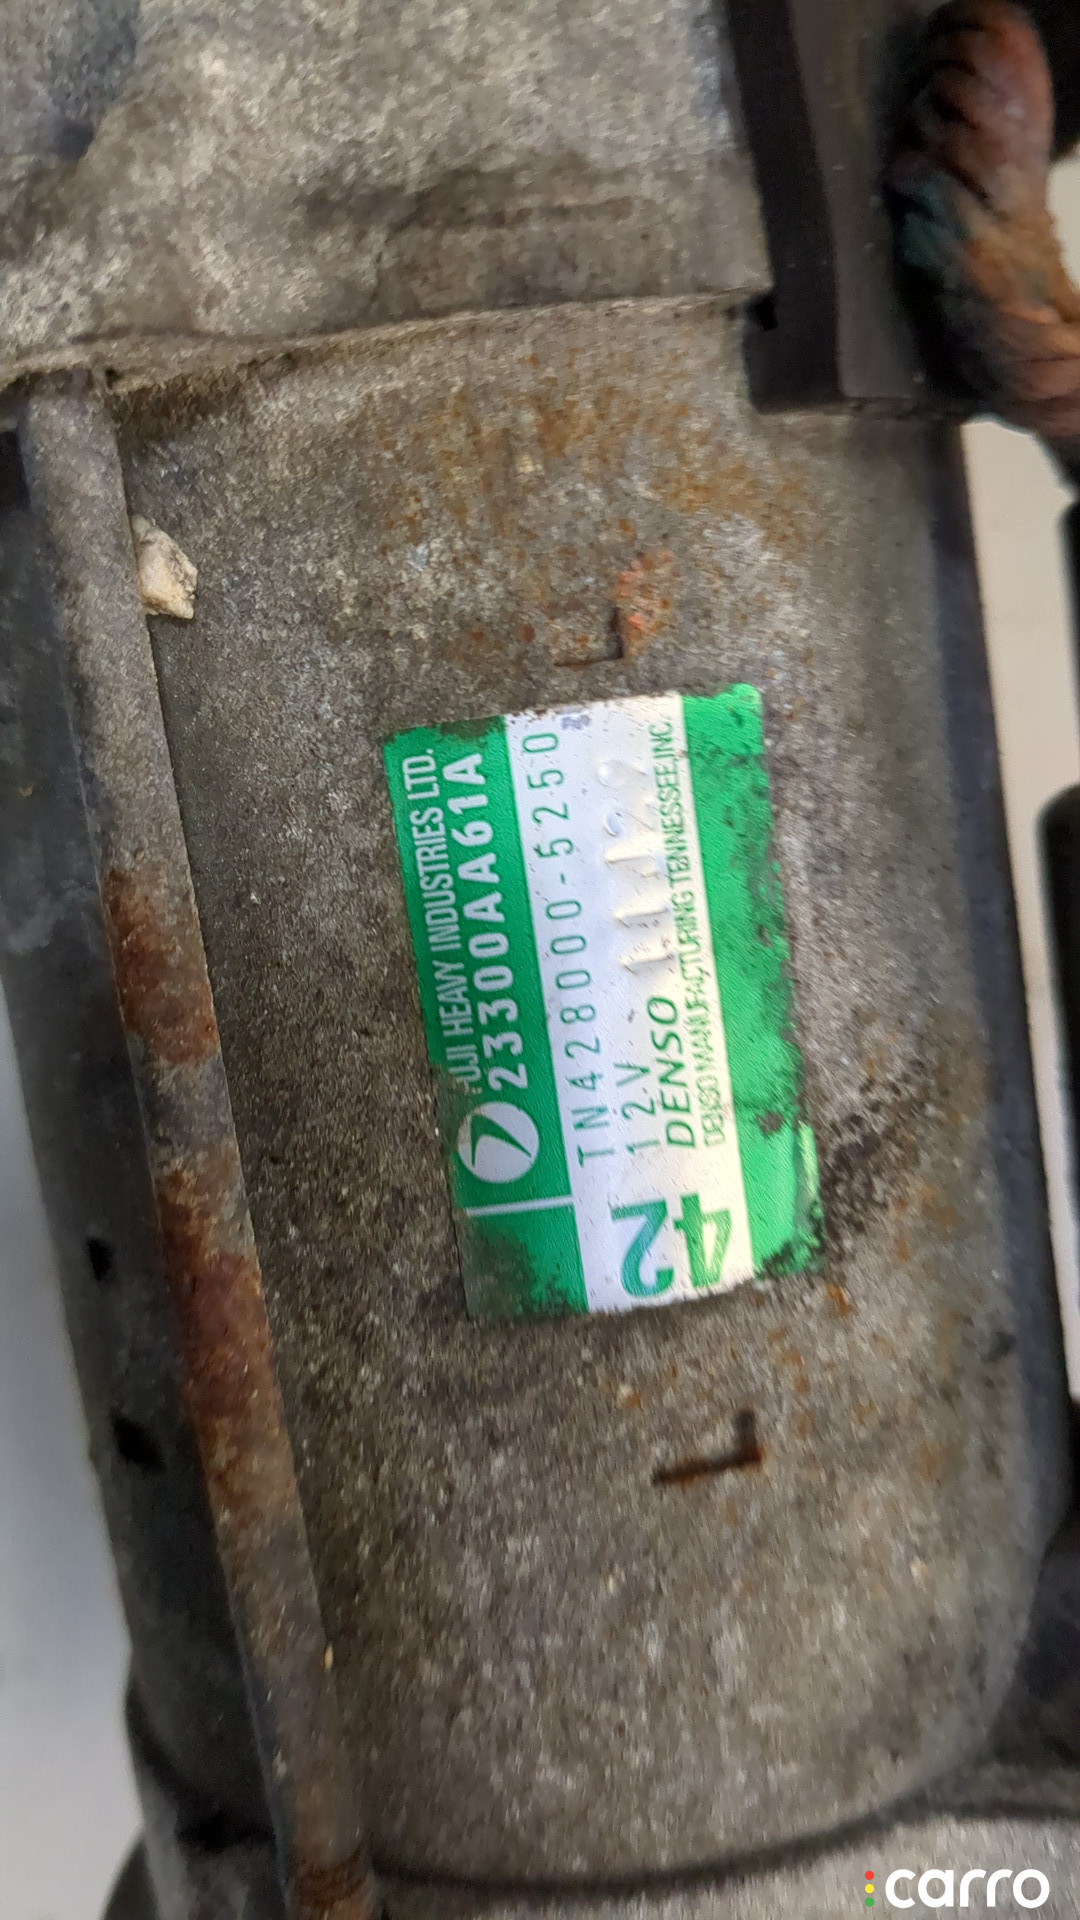 FUJI HEAVY INDUSTRIES LTD.
23300AA61A
TN428000-5250
12V
DENSO
DENSO MANUFACTURING TENNESSEE,INC.
42
carro